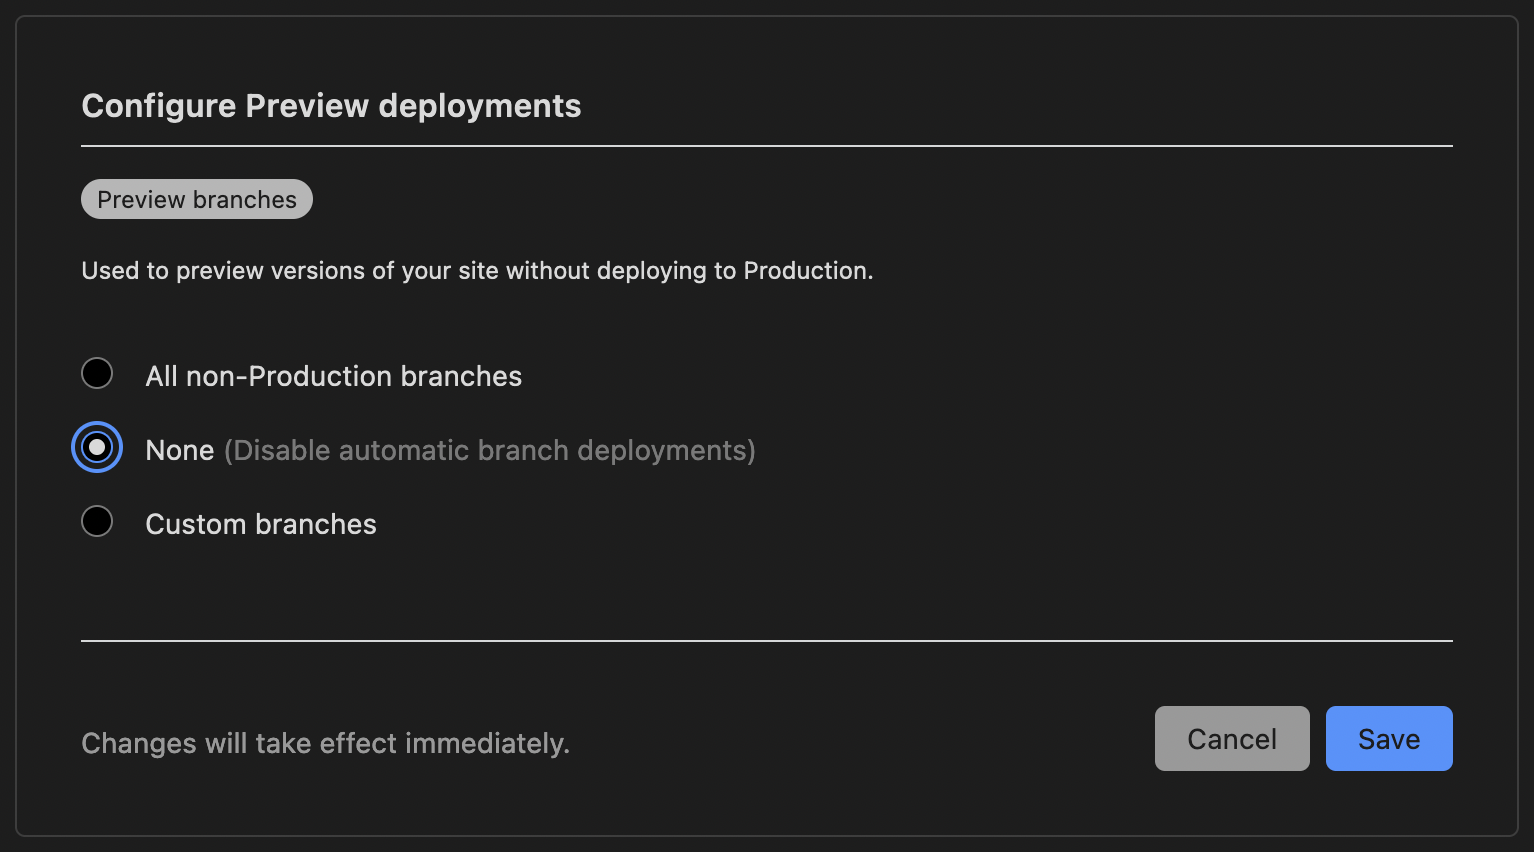 Configure Preview deployments
Preview branches
Used to preview versions of your site without deploying to Production.
All non-Production branches
None (Disable automatic branch deployments)
Custom branches
Changes will take effect immediately.
Cancel
Save